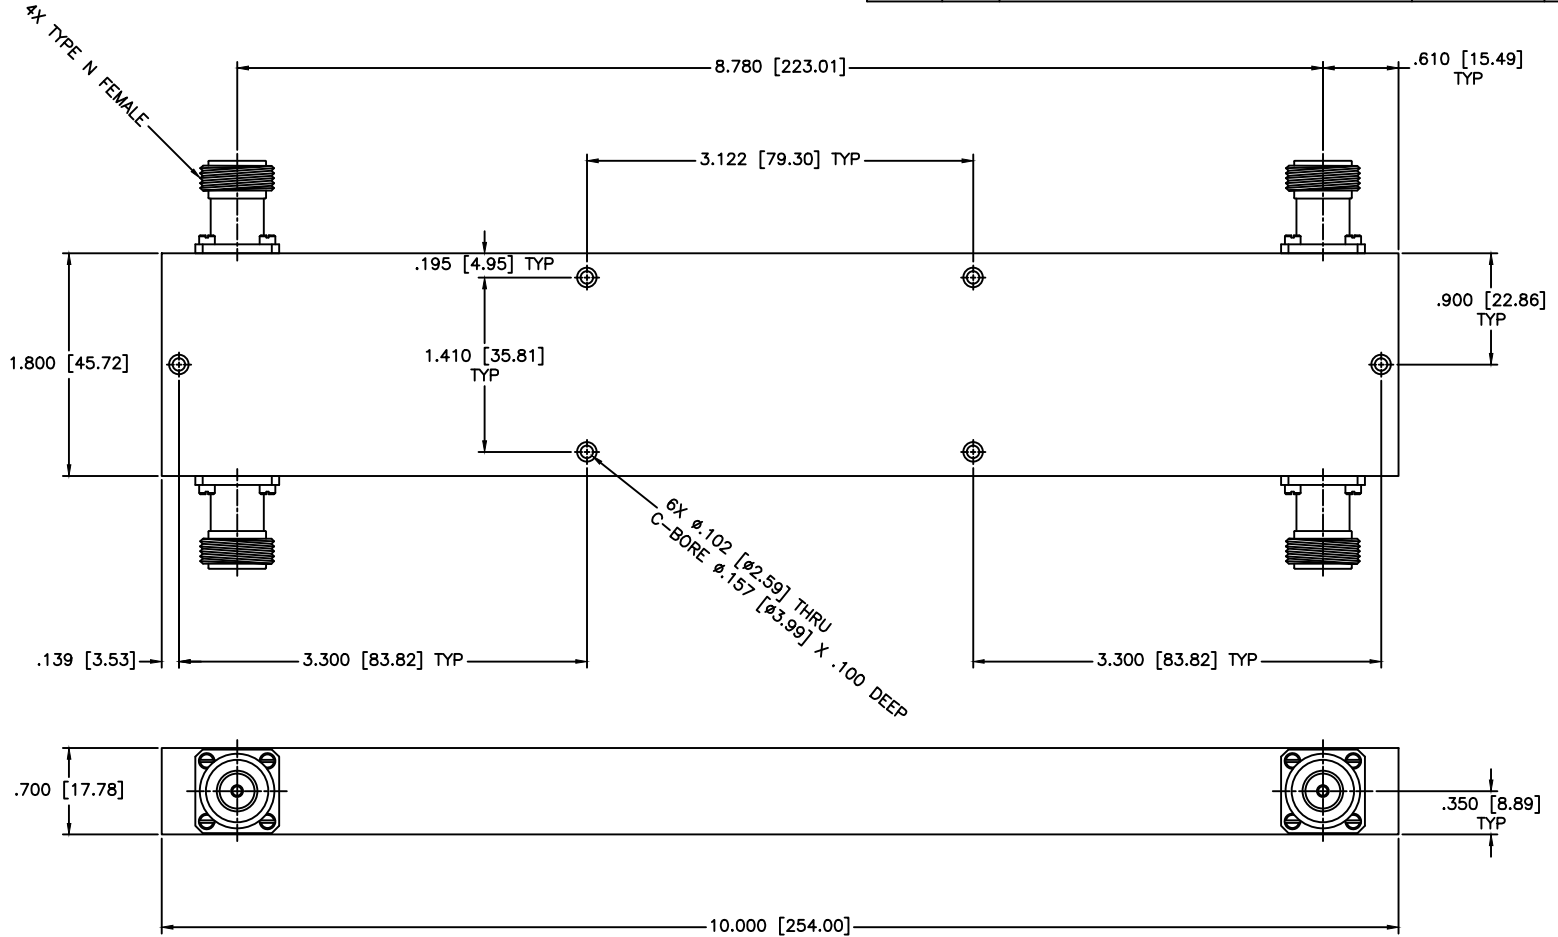 4X TYPE N FEMALE
8.780 [223.01]
.610 [15.49]
TYP
3.122 [79.30] TYP
.195 [4.95] TYP
.900 [22.86]
TYP
1.800 [45.72]
1.410 [35.81]
TYP
6X ø.102 [ø2.59] THRU
C-BORE ø.157 [ø3.99] X .100 DEEP
.139 [3.53]
3.300 [83.82] TYP
3.300 [83.82] TYP
.700 [17.78]
.350 [8.89]
TYP
10.000 [254.00]